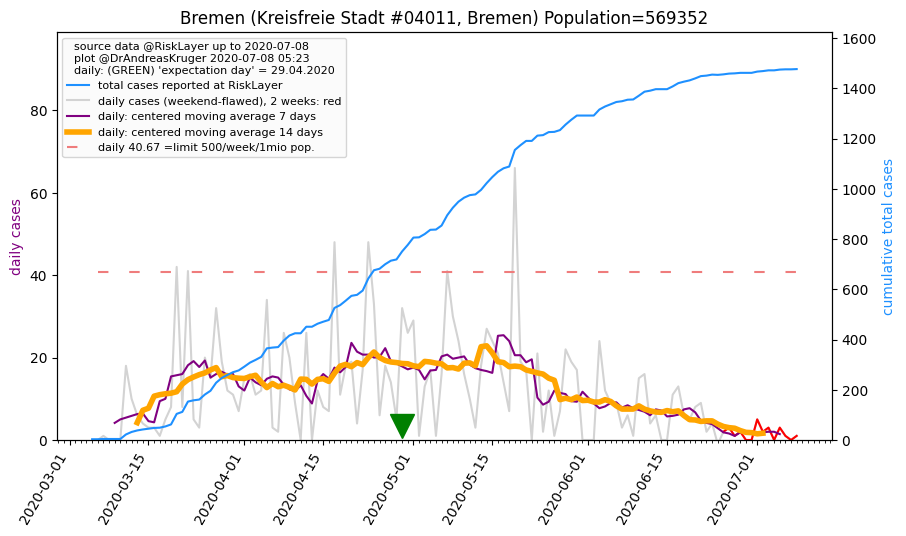 Bremen (Kreisfreie Stadt #04011, Bremen) Population=569352
source data @RiskLayer up to 2020-07-08
plot @DrAndreasKruger 2020-07-08 05:23
daily: (GREEN) 'expectation day' = 29.04.2020
total cases reported at RiskLayer
daily cases (weekend-flawed), 2 weeks: red
daily: centered moving average 7 days
daily: centered moving average 14 days
daily 40.67 =limit 500/week/1mio pop.
daily cases
80
60
40
20
0
cumulative total cases
1600
1400
1200
1000
800
600
400
200
0
2020-03-01
2020-03-15
2020-04-01
2020-04-15
2020-05-01
2020-05-15
2020-06-01
2020-06-15
2020-07-01